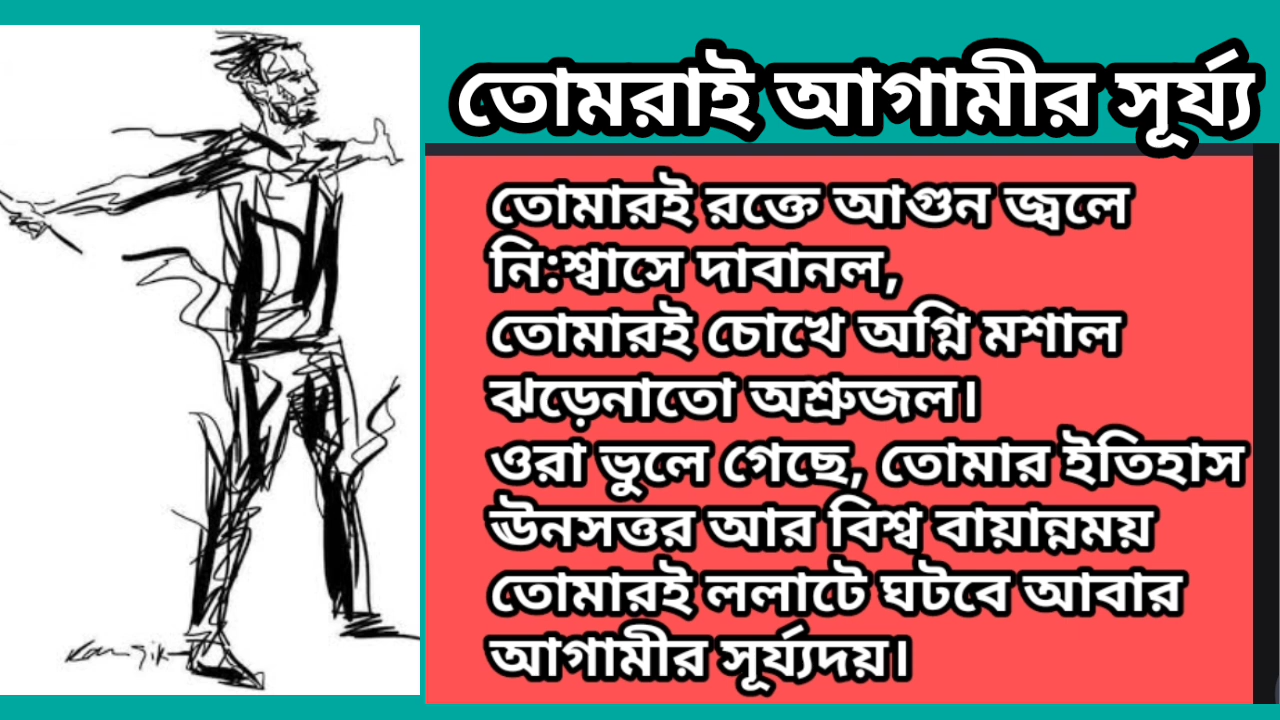 তোমরাই আগামীর সূর্য্য
তোমারই রক্তে আগুন জ্বলে
নি:শ্বাসে দাবানল,
তোমারই চোখে অগ্নি মশাল
ঝড়েনাতো অশ্রুজল।
ওরা ভুলে গেছে, তোমার ইতিহাস
ঊনসত্তর আর বিশ্ব বায়ান্নময়
তোমারই ললাটে ঘটবে আবার
আগামীর সূর্য্যদয়।